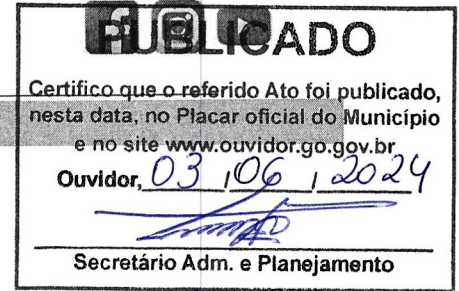 PUBLICADO
Certifico que o referido Ato foi publicado,
nesta data, no Placar oficial do Município
e no site www.ouvidor.go.gov.br
Ouvidor, 03 / 06 / 2024
Secretário Adm. e Planejamento